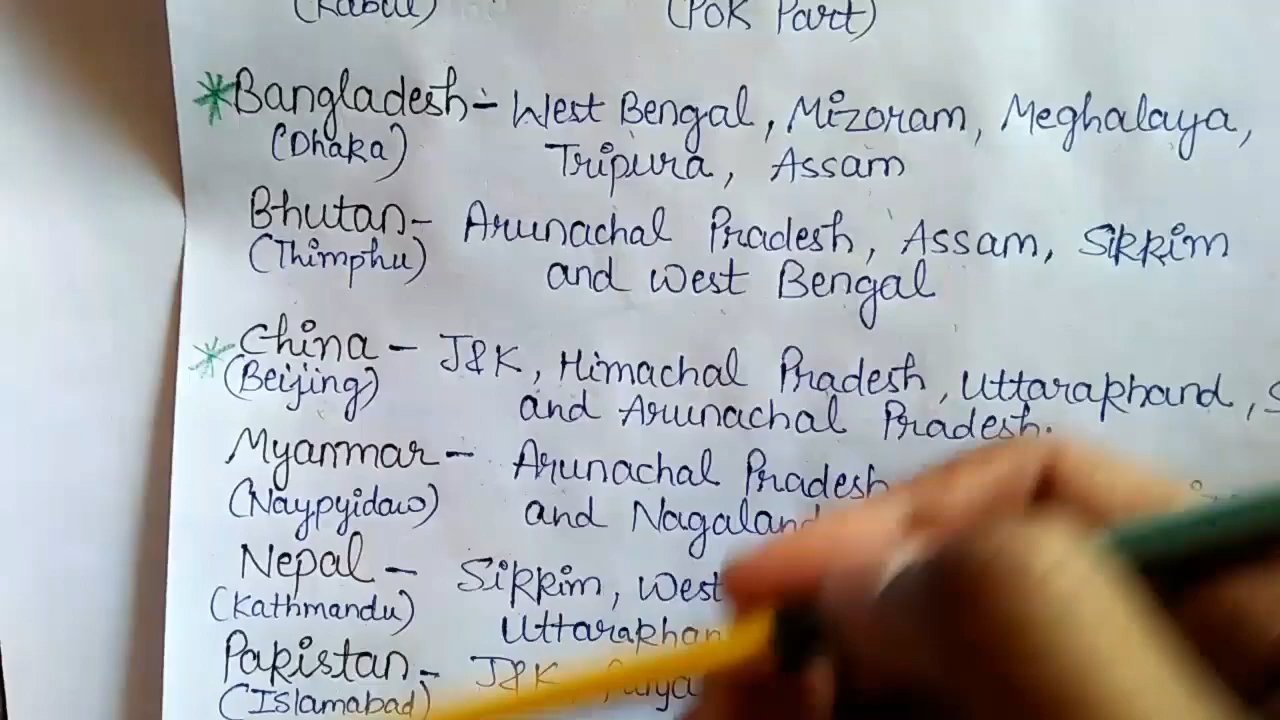 (Kabul) (POK Part)
*Bangladesh- West Bengal, Mizoram, Meghalaya,
(Dhaka) Tripura, Assam
Bhutan- Arunachal Pradesh, Assam, Sikkim
(Thimphu) and West Bengal
*China - J&K, Himachal Pradesh, Uttarakhand, S
(Beijing) and Arunachal Pradesh.
Myanmar - Arunachal Pradesh
(Naypyidaw) and Nagaland
Nepal - Sikkim, West
(Kathmandu) Uttarakhan
Pakistan - J&K,
(Islamabad)